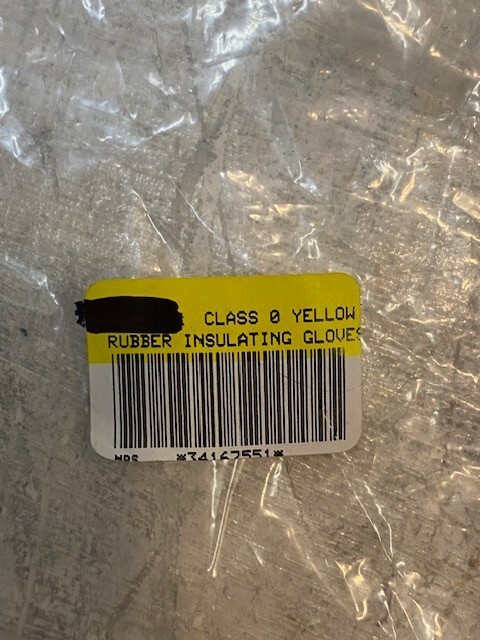 CLASS 0 YELLOW
RUBBER INSULATING GLOVES
*34167551*